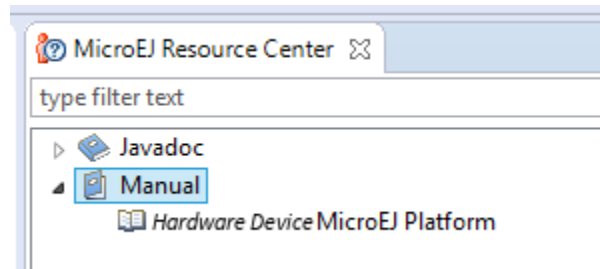 MicroEJ Resource Center
type filter text
Javadoc
Manual
Hardware Device MicroEJ Platform